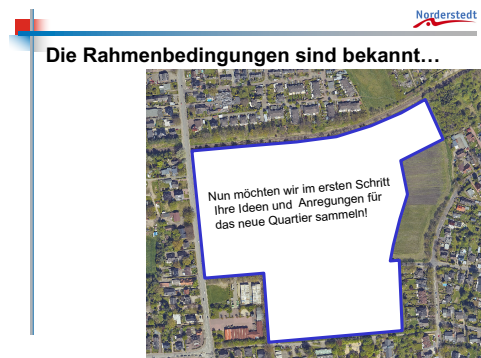 Norderstedt
Die Rahmenbedingungen sind bekannt…
Nun möchten wir im ersten Schritt
Ihre Ideen und Anregungen für
das neue Quartier sammeln!